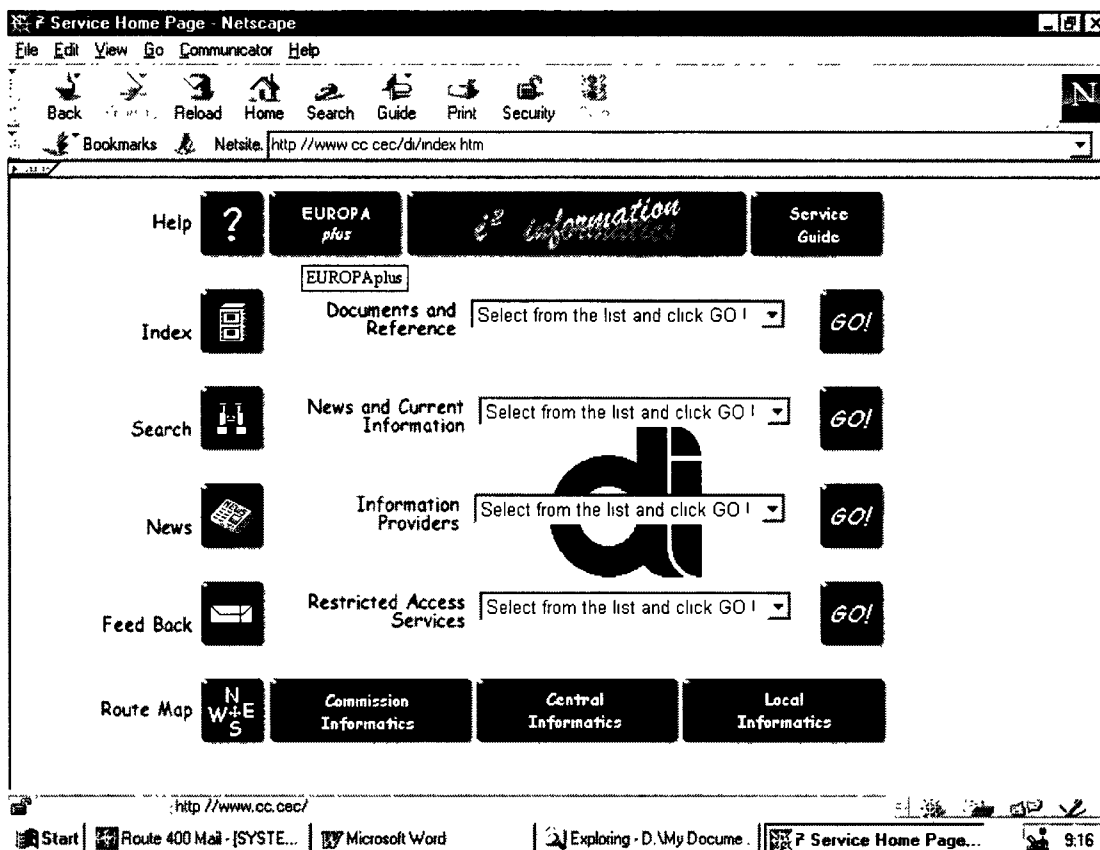 i² Service Home Page - Netscape
File Edit View Go Communicator Help
Back Reload Home Search Guide Print Security
Bookmarks Netsite. http //www cc cec/di/index htm
Help ? EUROPA plus i² information informatics Service Guide
EUROPAplus
Index Documents and Reference Select from the list and click GO ! GO!
Search News and Current Information Select from the list and click GO ! GO!
News NEWS Information Providers Select from the list and click GO ! GO!
di
Feed Back Restricted Access Services Select from the list and click GO ! GO!
Route Map N W E S Commission Informatics Central Informatics Local Informatics
http //www.cc.cec/
Start Route 400 Mail - [SYSTE... Microsoft Word Exploring - D.\My Docume . i² Service Home Page... 9:16